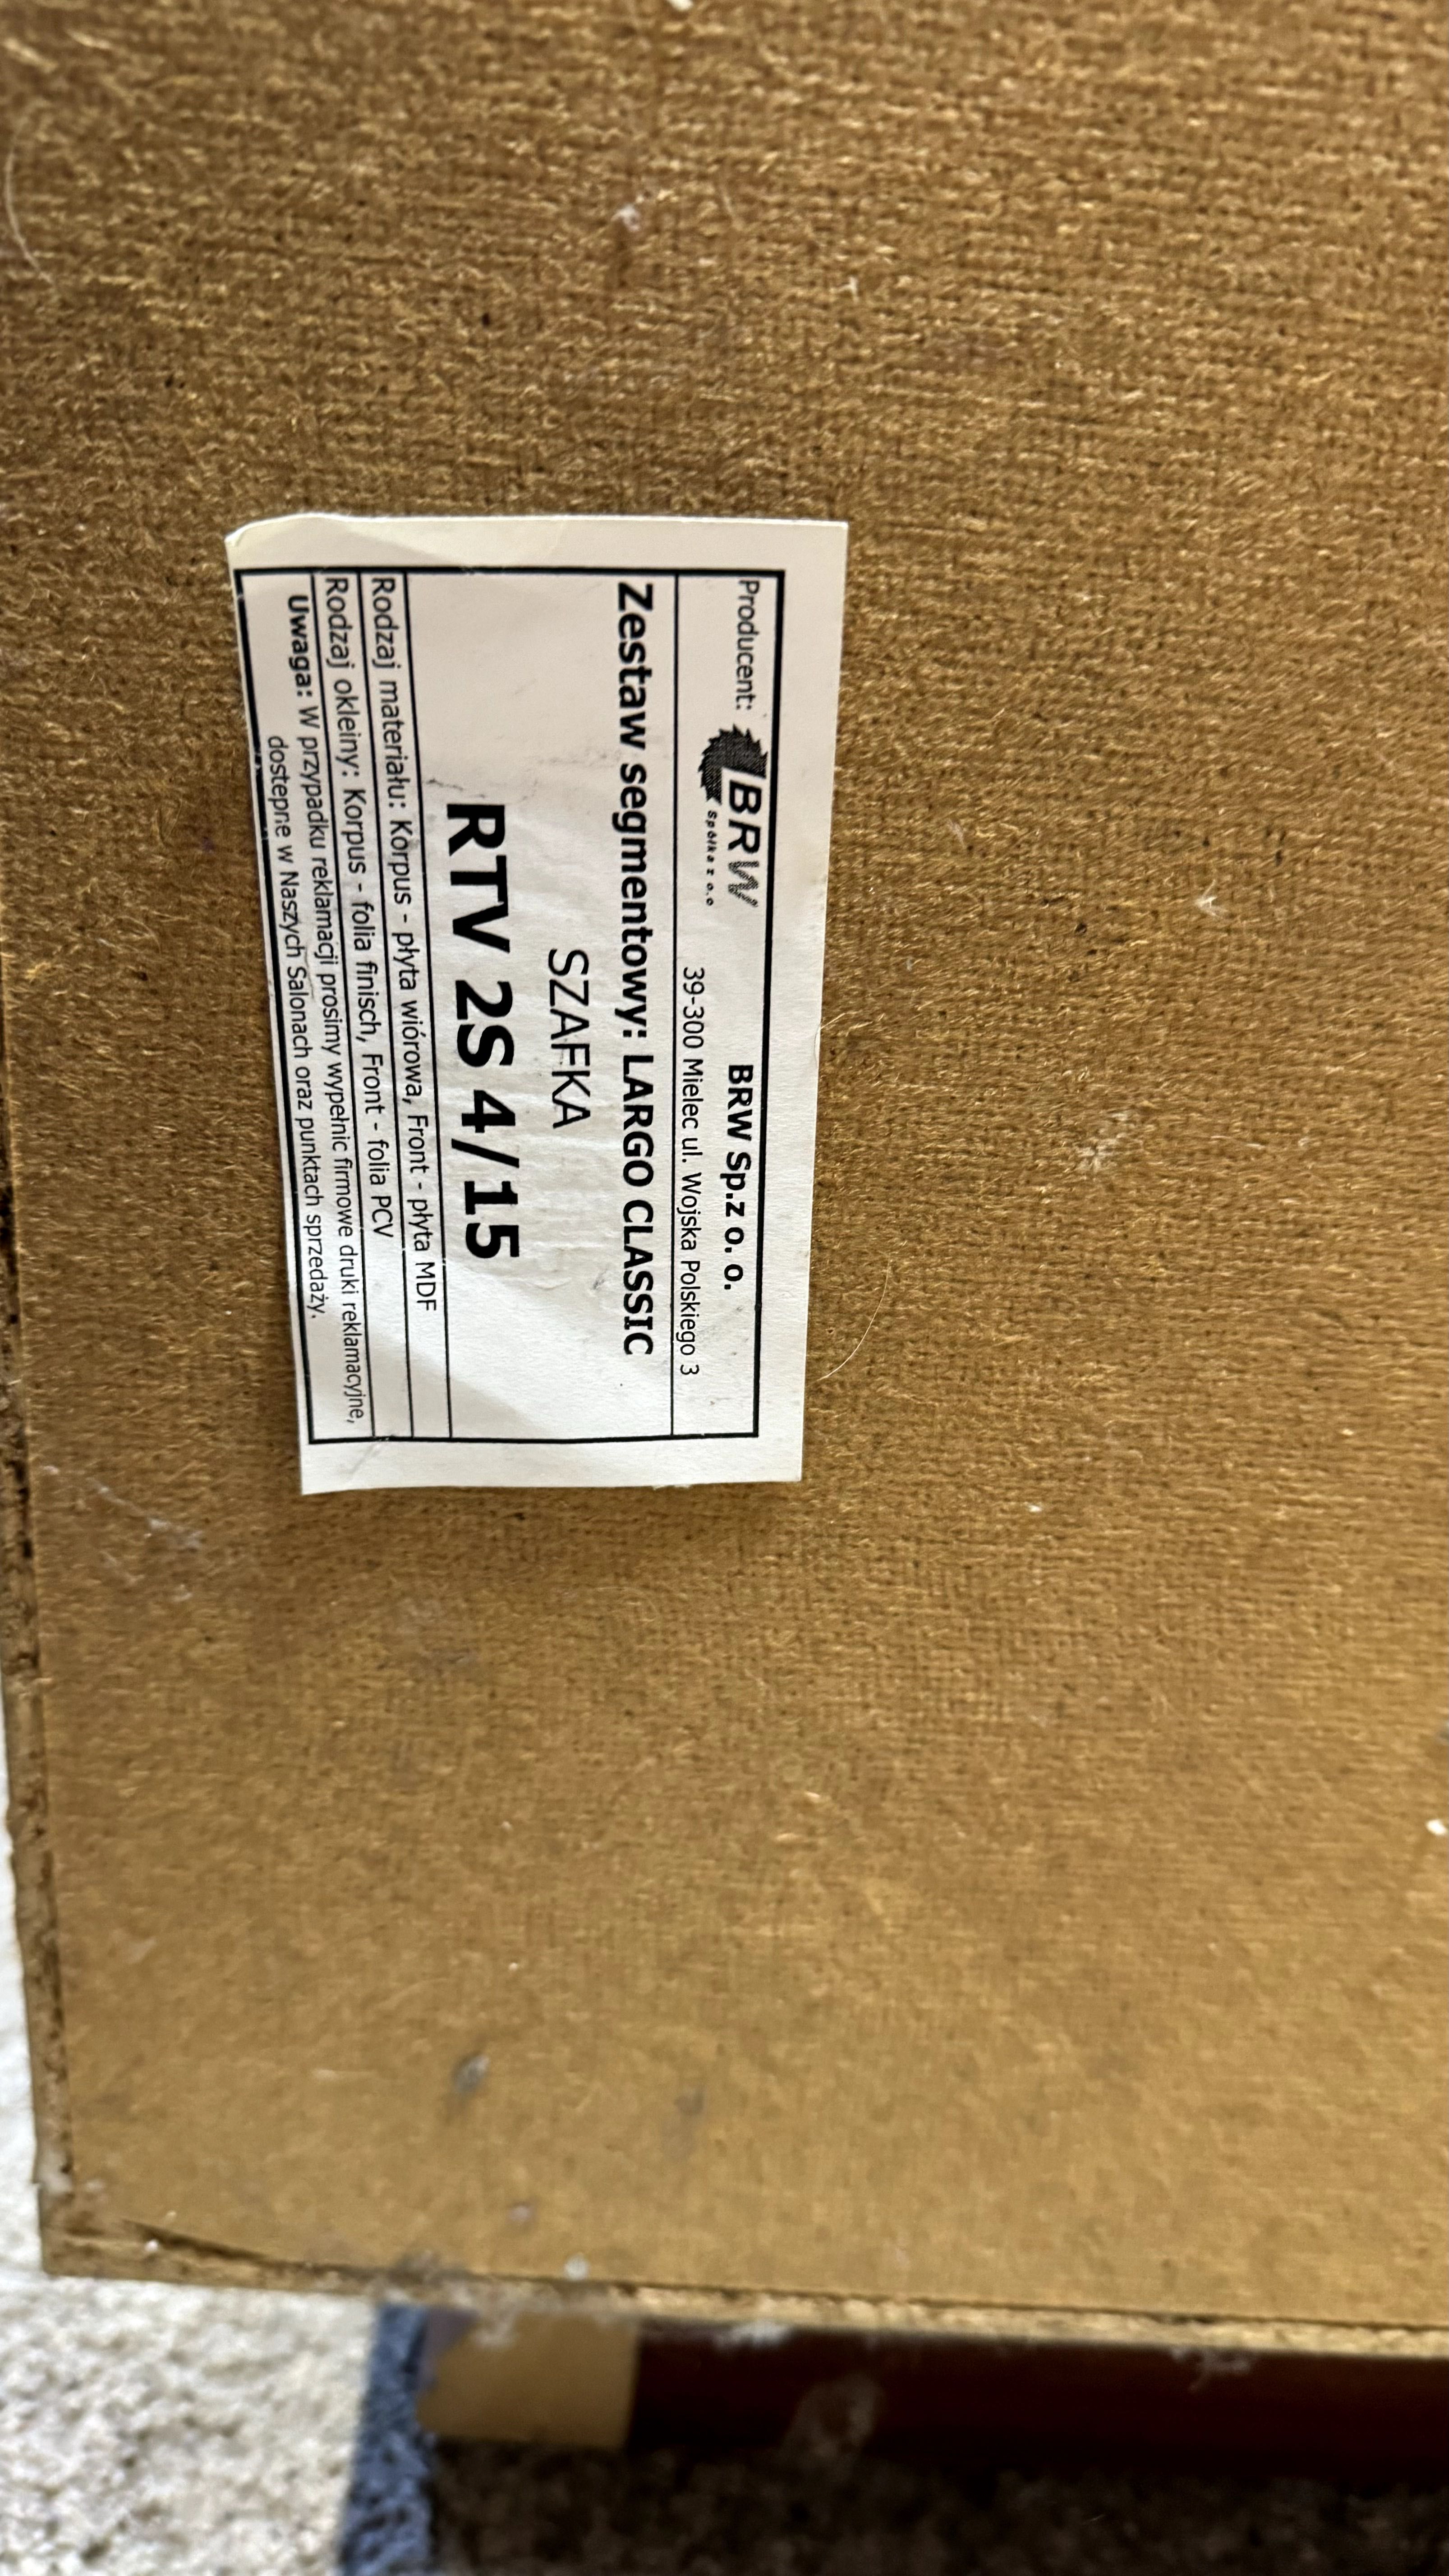 Producent: BRW Spółka z o.o BRW Sp.z o. o.
39-300 Mielec ul. Wojska Polskiego 3
Zestaw segmentowy: LARGO CLASSIC
SZAFKA
RTV 2S 4/15
Rodzaj materiału: Korpus - płyta wiórowa, Front - płyta MDF
Rodzaj okleiny: Korpus - folia finisch, Front - folia PCV
Uwaga: W przypadku reklamacji prosimy wypełnic firmowe druki reklamacyjne,
dostepne w Naszych Salonach oraz punktach sprzedaży.